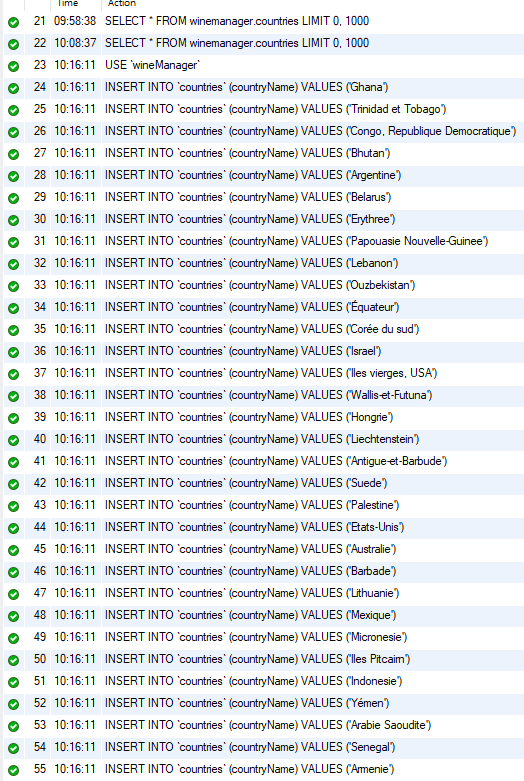 Time Action
21 09:58:38 SELECT * FROM winemanager.countries LIMIT 0, 1000
22 10:08:37 SELECT * FROM winemanager.countries LIMIT 0, 1000
23 10:16:11 USE `wineManager`
24 10:16:11 INSERT INTO `countries` (countryName) VALUES ('Ghana')
25 10:16:11 INSERT INTO `countries` (countryName) VALUES ('Trinidad et Tobago')
26 10:16:11 INSERT INTO `countries` (countryName) VALUES ('Congo, Republique Democratique')
27 10:16:11 INSERT INTO `countries` (countryName) VALUES ('Bhutan')
28 10:16:11 INSERT INTO `countries` (countryName) VALUES ('Argentine')
29 10:16:11 INSERT INTO `countries` (countryName) VALUES ('Belarus')
30 10:16:11 INSERT INTO `countries` (countryName) VALUES ('Erythree')
31 10:16:11 INSERT INTO `countries` (countryName) VALUES ('Papouasie Nouvelle-Guinee')
32 10:16:11 INSERT INTO `countries` (countryName) VALUES ('Lebanon')
33 10:16:11 INSERT INTO `countries` (countryName) VALUES ('Ouzbekistan')
34 10:16:11 INSERT INTO `countries` (countryName) VALUES ('Équateur')
35 10:16:11 INSERT INTO `countries` (countryName) VALUES ('Corée du sud')
36 10:16:11 INSERT INTO `countries` (countryName) VALUES ('Israel')
37 10:16:11 INSERT INTO `countries` (countryName) VALUES ('Iles vierges, USA')
38 10:16:11 INSERT INTO `countries` (countryName) VALUES ('Wallis-et-Futuna')
39 10:16:11 INSERT INTO `countries` (countryName) VALUES ('Hongrie')
40 10:16:11 INSERT INTO `countries` (countryName) VALUES ('Liechtenstein')
41 10:16:11 INSERT INTO `countries` (countryName) VALUES ('Antigue-et-Barbude')
42 10:16:11 INSERT INTO `countries` (countryName) VALUES ('Suede')
43 10:16:11 INSERT INTO `countries` (countryName) VALUES ('Palestine')
44 10:16:11 INSERT INTO `countries` (countryName) VALUES ('Etats-Unis')
45 10:16:11 INSERT INTO `countries` (countryName) VALUES ('Australie')
46 10:16:11 INSERT INTO `countries` (countryName) VALUES ('Barbade')
47 10:16:11 INSERT INTO `countries` (countryName) VALUES ('Lithuanie')
48 10:16:11 INSERT INTO `countries` (countryName) VALUES ('Mexique')
49 10:16:11 INSERT INTO `countries` (countryName) VALUES ('Micronesie')
50 10:16:11 INSERT INTO `countries` (countryName) VALUES ('Iles Pitcairn')
51 10:16:11 INSERT INTO `countries` (countryName) VALUES ('Indonesie')
52 10:16:11 INSERT INTO `countries` (countryName) VALUES ('Yémen')
53 10:16:11 INSERT INTO `countries` (countryName) VALUES ('Arabie Saoudite')
54 10:16:11 INSERT INTO `countries` (countryName) VALUES ('Senegal')
55 10:16:11 INSERT INTO `countries` (countryName) VALUES ('Armenie')